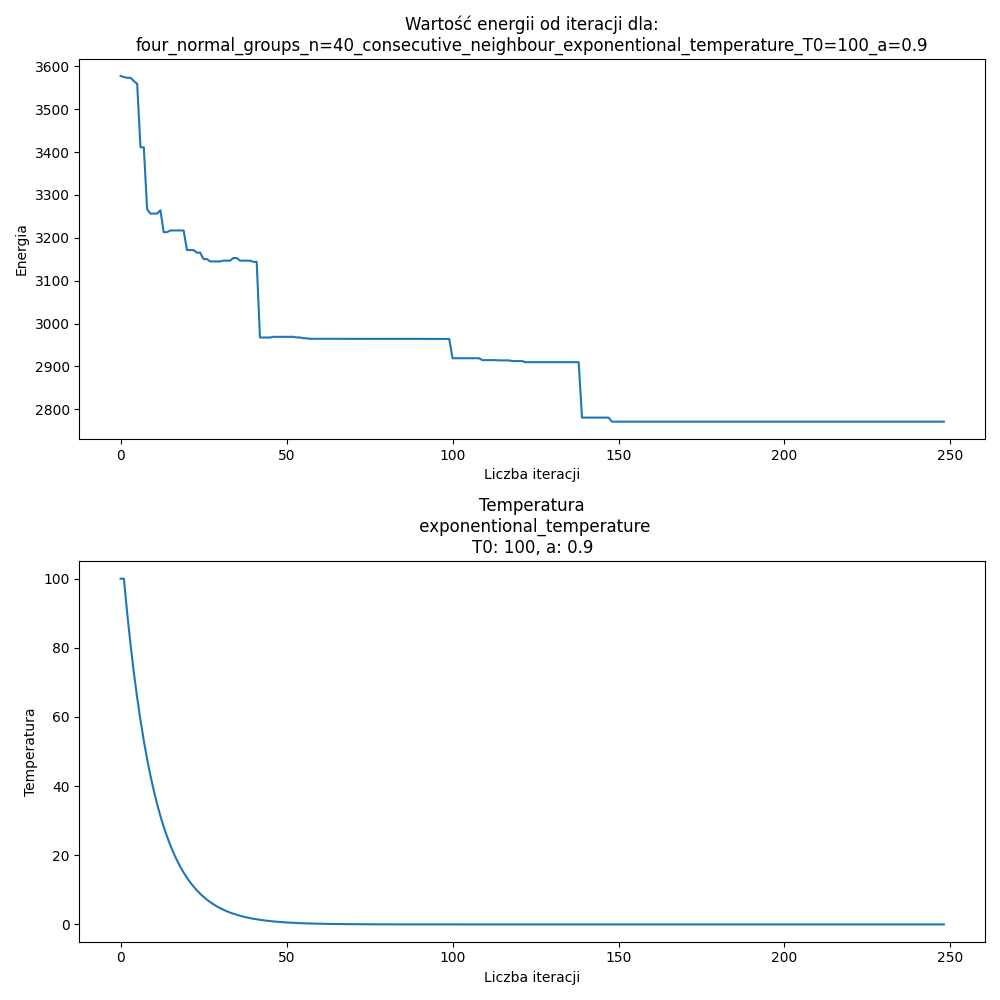 Wartość energii od iteracji dla:
four_normal_groups_n=40_consecutive_neighbour_exponentional_temperature_T0=100_a=0.9
3600
3500
3400
3300
3200
3100
3000
2900
2800
Energia
0 50 100 150 200 250
Liczba iteracji
Temperatura
exponentional_temperature
T0: 100, a: 0.9
100
80
60
40
20
0
Temperatura
0 50 100 150 200 250
Liczba iteracji